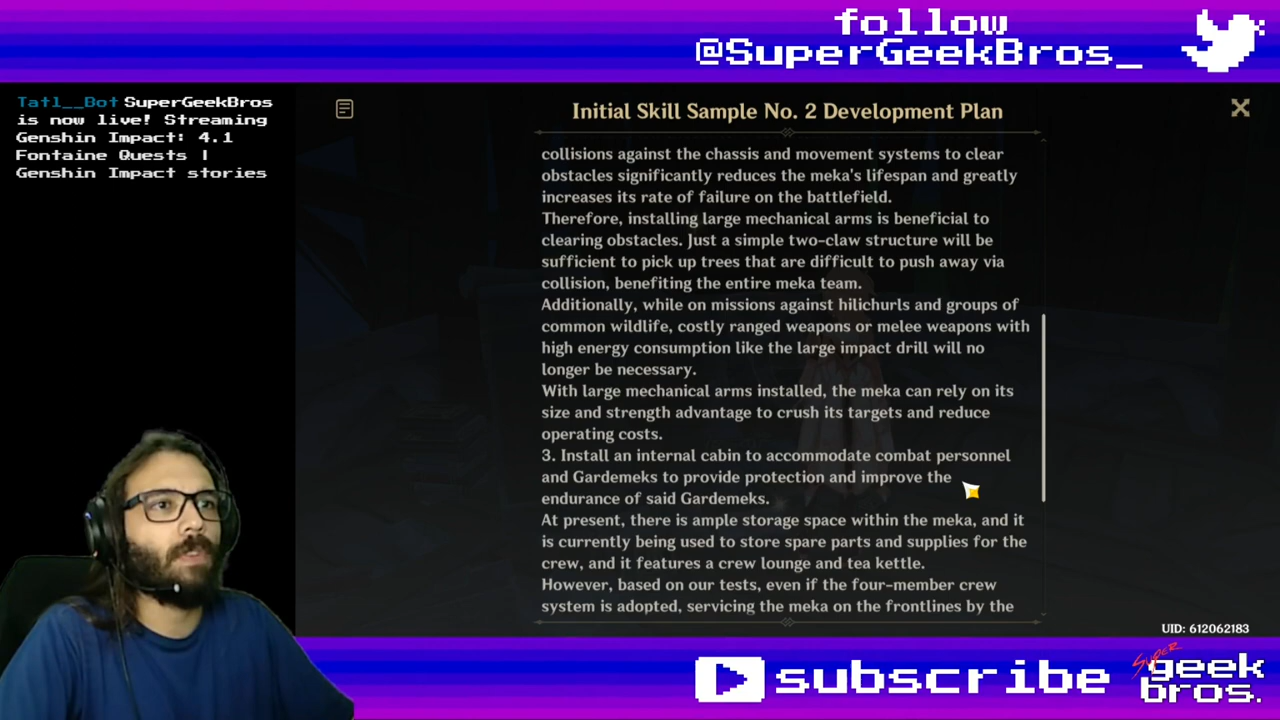 follow
@SuperGeekBros_
Tatl__Bot SuperGeekBros
is now live! Streaming
Genshin Impact: 4.1
Fontaine Quests |
Genshin Impact stories
Initial Skill Sample No. 2 Development Plan
collisions against the chassis and movement systems to clear
obstacles significantly reduces the meka's lifespan and greatly
increases its rate of failure on the battlefield.
Therefore, installing large mechanical arms is beneficial to
clearing obstacles. Just a simple two-claw structure will be
sufficient to pick up trees that are difficult to push away via
collision, benefiting the entire meka team.
Additionally, while on missions against hilichurls and groups of
common wildlife, costly ranged weapons or melee weapons with
high energy consumption like the large impact drill will no
longer be necessary.
With large mechanical arms installed, the meka can rely on its
size and strength advantage to crush its targets and reduce
operating costs.
3. Install an internal cabin to accommodate combat personnel
and Gardemeks to provide protection and improve the
endurance of said Gardemeks.
At present, there is ample storage space within the meka, and it
is currently being used to store spare parts and supplies for the
crew, and it features a crew lounge and tea kettle.
However, based on our tests, even if the four-member crew
system is adopted, servicing the meka on the frontlines by the
UID: 612062183
subscribe
Super
geek
bros.